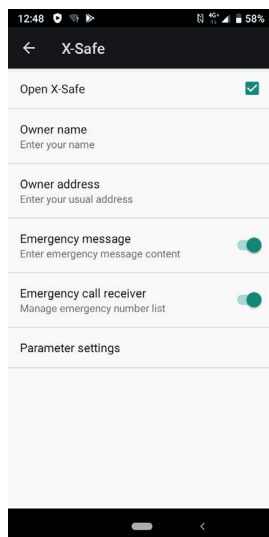 12:48 4G+ 58%
X-Safe
Open X-Safe
Owner name
Enter your name
Owner address
Enter your usual address
Emergency message
Enter emergency message content
Emergency call receiver
Manage emergency number list
Parameter settings